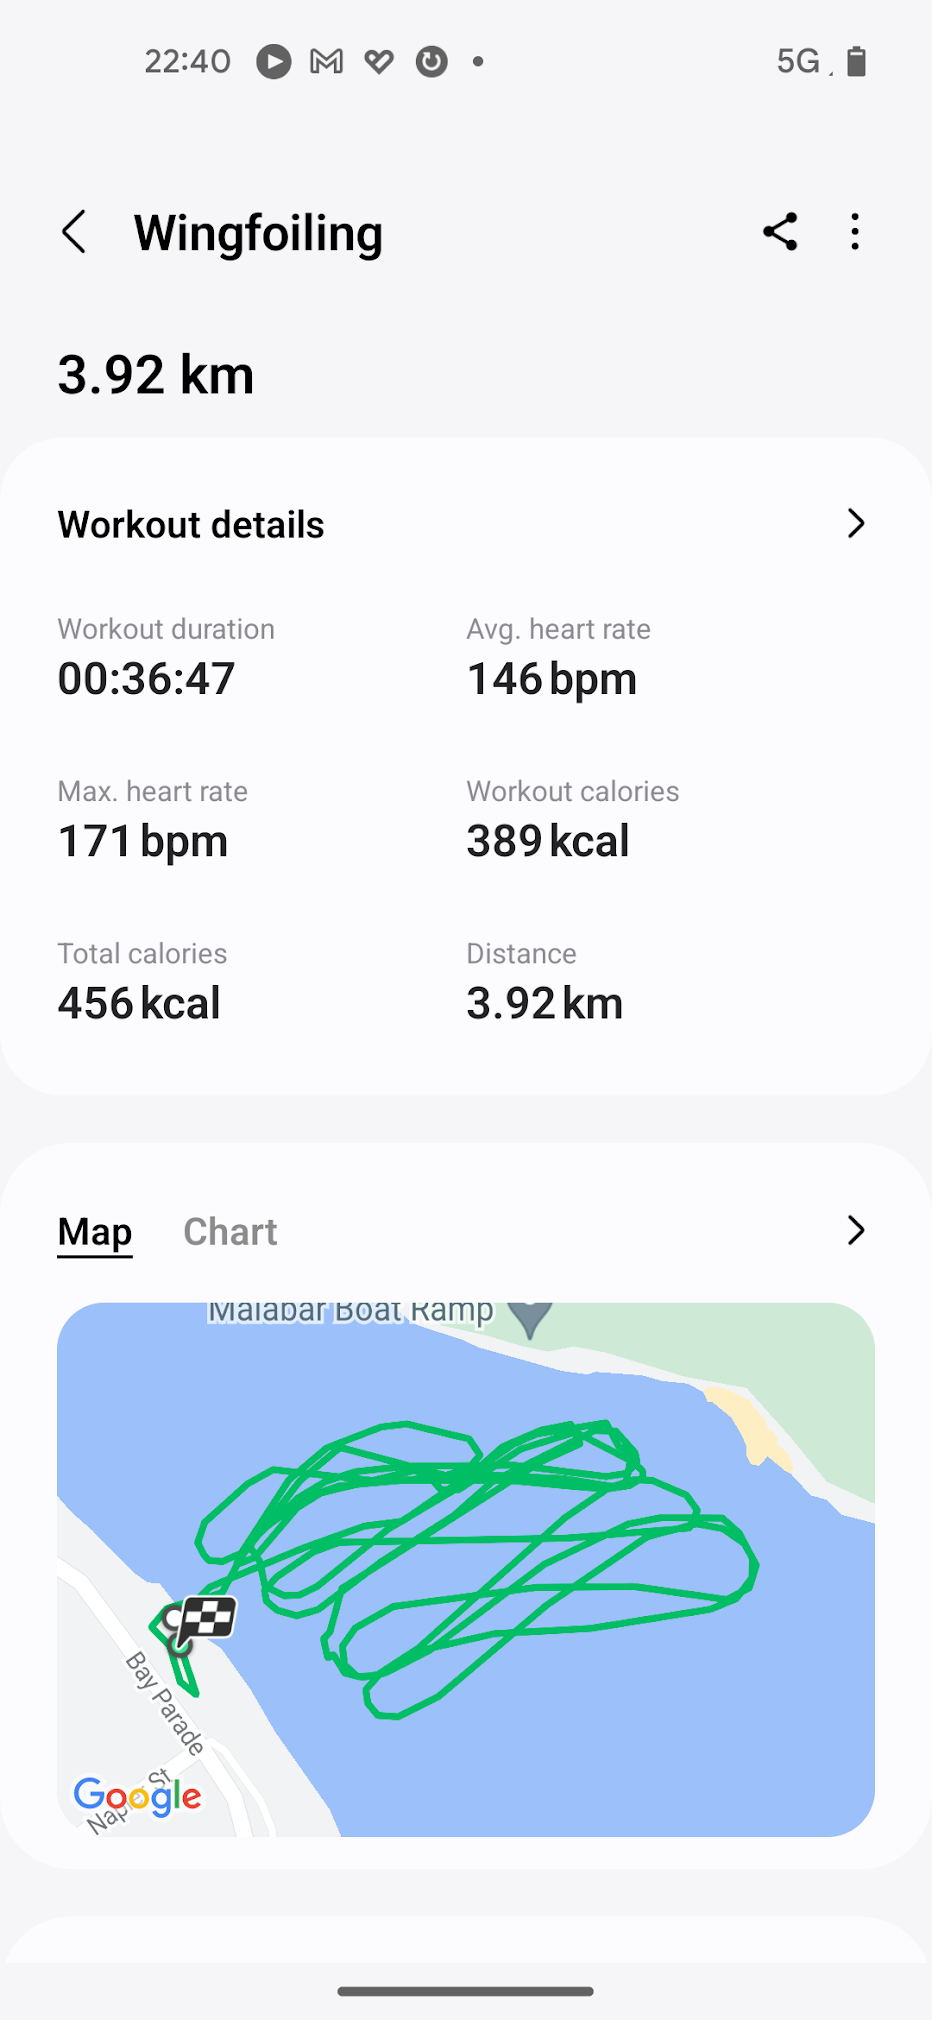 22:40
5G
Wingfoiling
3.92 km
Workout details
Workout duration
Avg. heart rate
00:36:47
146 bpm
Max. heart rate
Workout calories
171 bpm
389 kcal
Total calories
Distance
456 kcal
3.92 km
Map
Chart
Malabar Boat Ramp
Bay Parade
Google
St